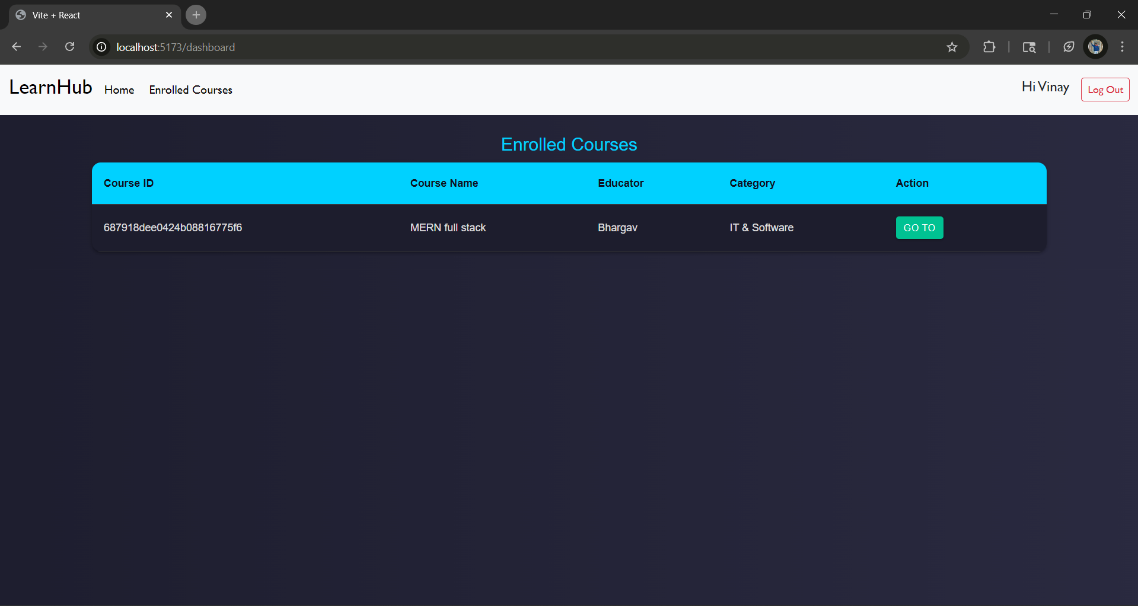 Vite + React
localhost:5173/dashboard
LearnHub Home Enrolled Courses Hi Vinay Log Out
Enrolled Courses
Course ID Course Name Educator Category Action
687918dee0424b08816775f6 MERN full stack Bhargav IT & Software GO TO